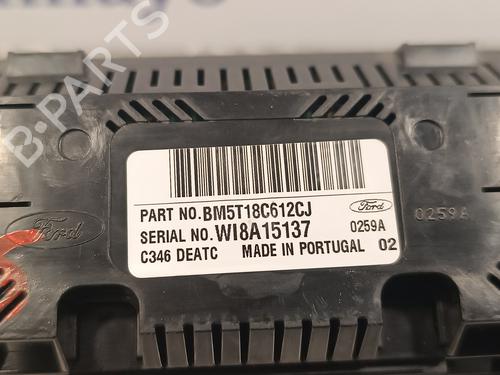 B-PARTS
PART NO.BM5T18C612CJ
Ford
SERIAL NO.WI8A15137
0259A
C346 DEATC MADE IN PORTUGAL 02
Ford
0259A